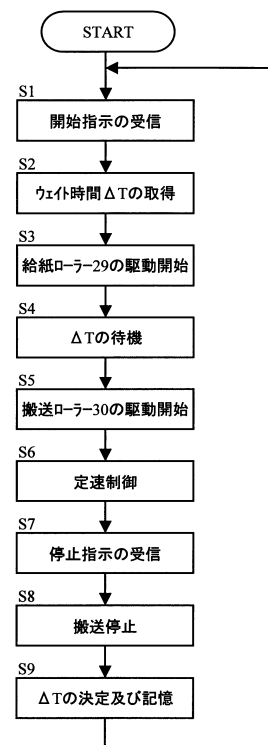 START
S1
開始指示の受信
S2
ウェイト時間ΔTの取得
S3
給紙ローラー29の駆動開始
S4
ΔTの待機
S5
搬送ローラー30の駆動開始
S6
定速制御
S7
停止指示の受信
S8
搬送停止
S9
ΔTの決定及び記憶